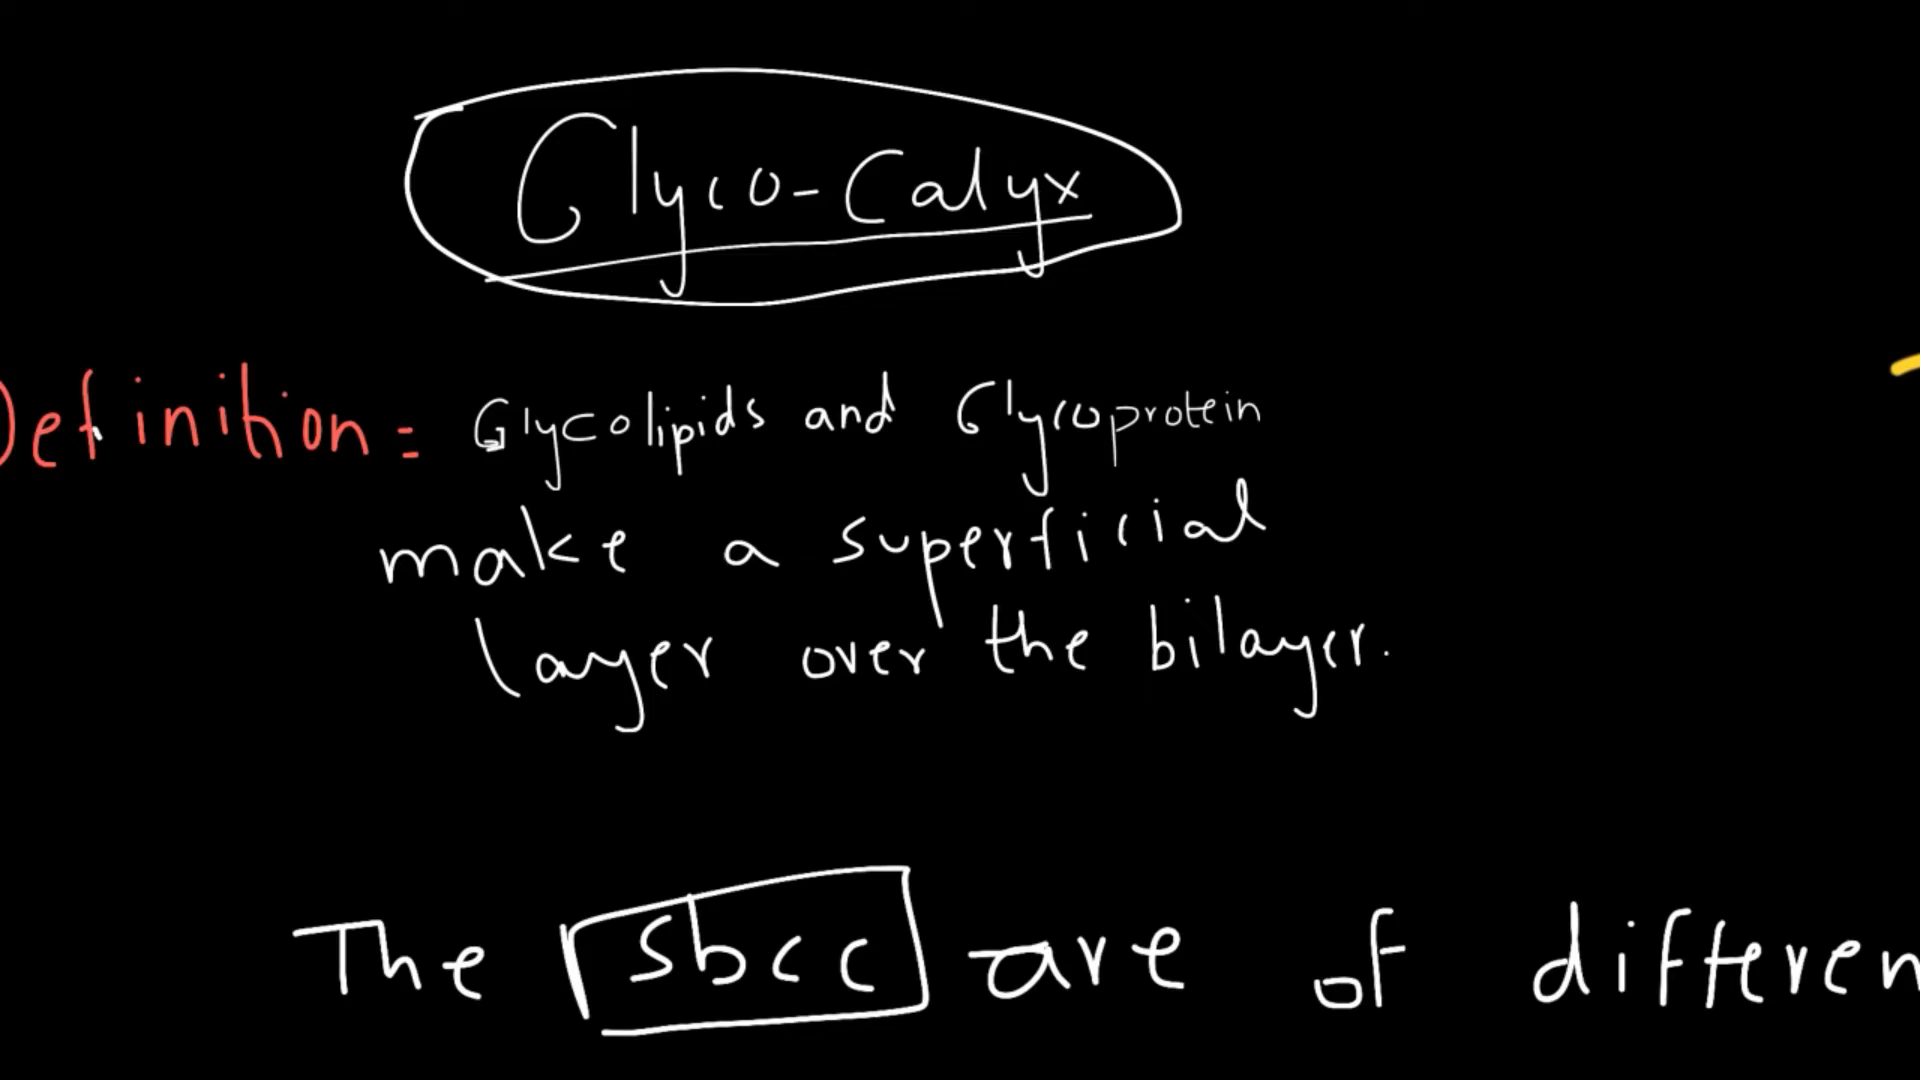 Glyco-Calyx
Definition = Glycolipids and Glycoprotein
make a superficial
layer over the bilayer.
The sbcc are of differen